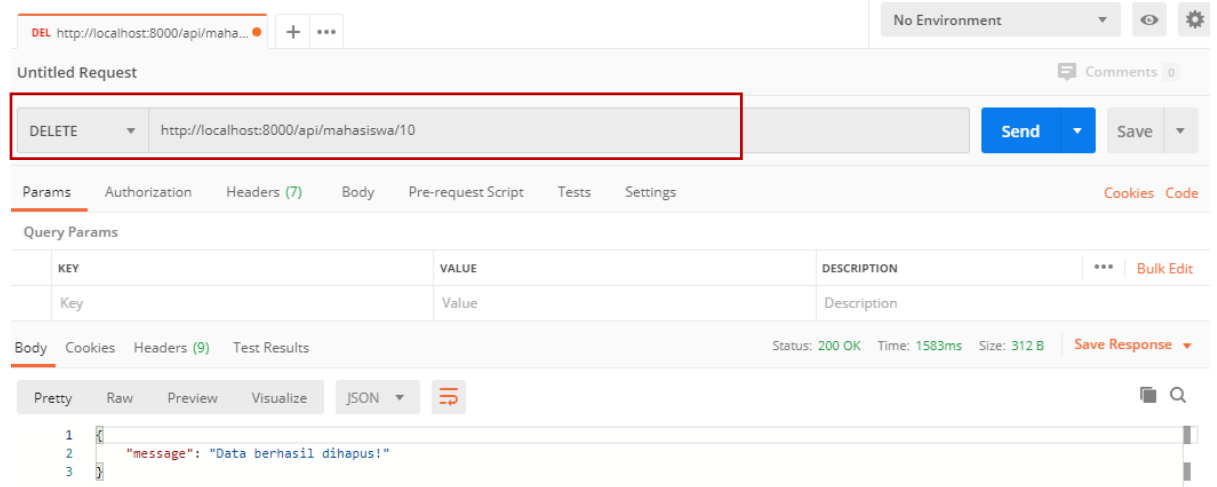 DEL http://localhost:8000/api/maha... + ••• No Environment
Untitled Request Comments 0
DELETE http://localhost:8000/api/mahasiswa/10 Send Save
Params Authorization Headers (7) Body Pre-request Script Tests Settings Cookies Code
Query Params
KEY VALUE DESCRIPTION ••• Bulk Edit
Key Value Description
Body Cookies Headers (9) Test Results Status: 200 OK Time: 1583ms Size: 312 B Save Response
Pretty Raw Preview Visualize JSON
1 {
2 "message": "Data berhasil dihapus!"
3 }